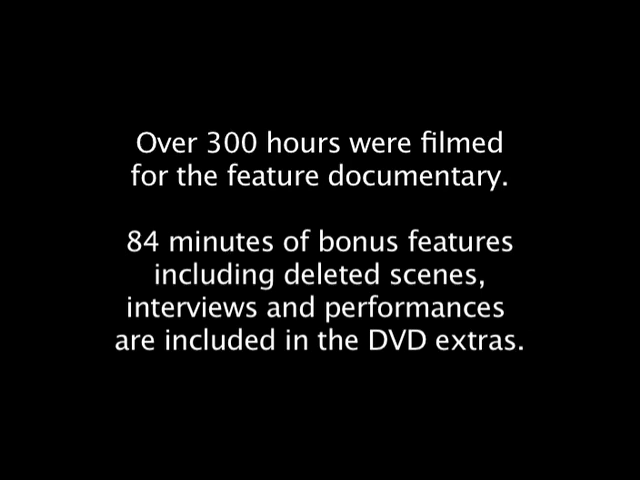 Over 300 hours were filmed
for the feature documentary.
84 minutes of bonus features
including deleted scenes,
interviews and performances
are included in the DVD extras.